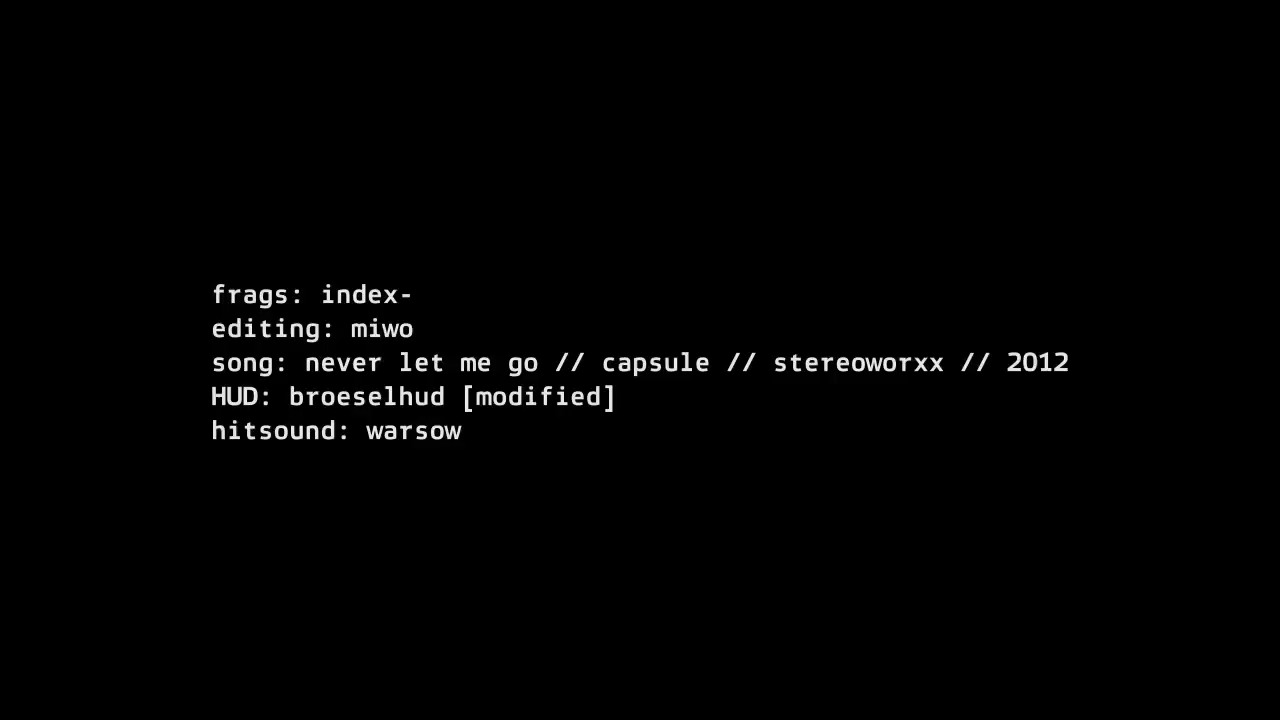 frags: index-
editing: miwo
song: never let me go // capsule // stereoworxx // 2012
HUD: broeselhud [modified]
hitsound: warsow